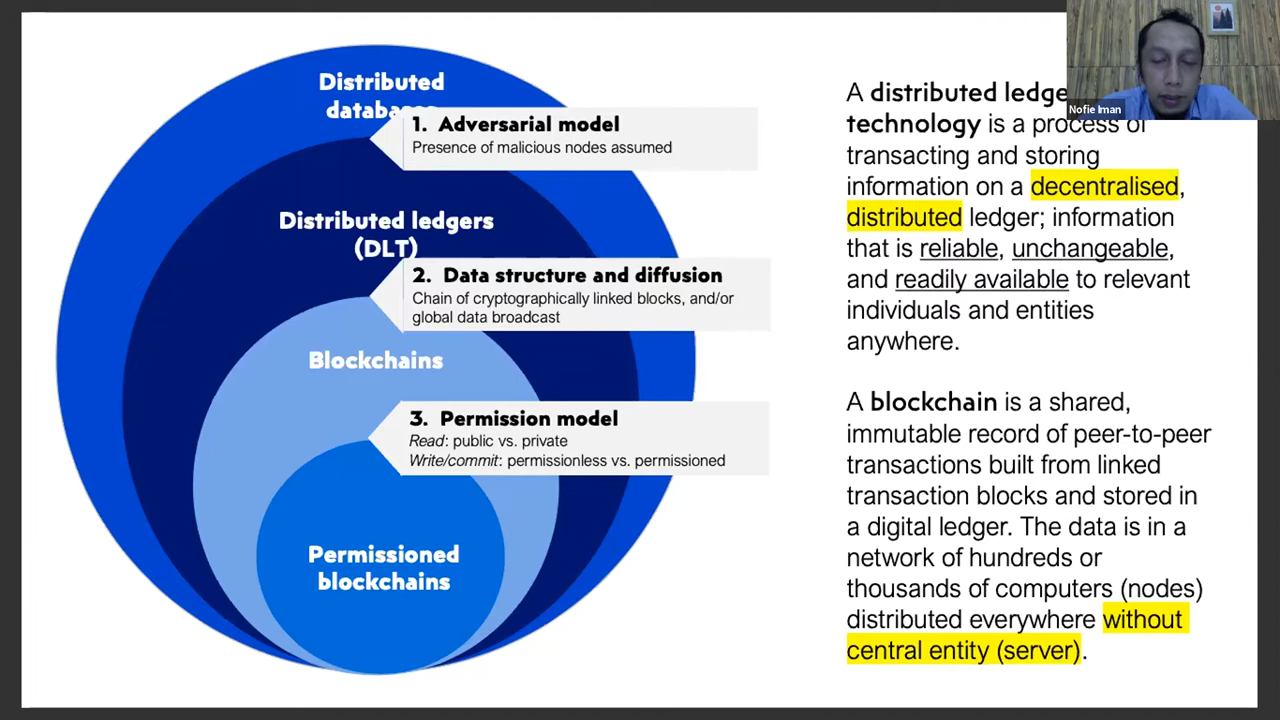 Distributed
databases
1. Adversarial model
Presence of malicious nodes assumed
Distributed ledgers
(DLT)
2. Data structure and diffusion
Chain of cryptographically linked blocks, and/or
global data broadcast
Blockchains
3. Permission model
Read: public vs. private
Write/commit: permissionless vs. permissioned
Permissioned
blockchains
A distributed ledge
technology is a process of
transacting and storing
information on a decentralised,
distributed ledger; information
that is reliable, unchangeable,
and readily available to relevant
individuals and entities
anywhere.
A blockchain is a shared,
immutable record of peer-to-peer
transactions built from linked
transaction blocks and stored in
a digital ledger. The data is in a
network of hundreds or
thousands of computers (nodes)
distributed everywhere without
central entity (server).
Nofie Iman